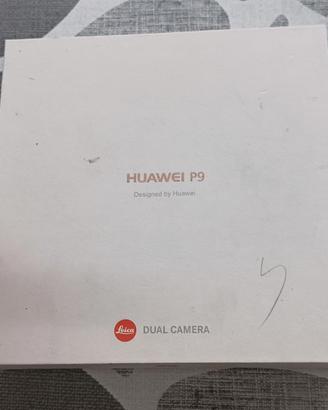 HUAWEI P9
Designed by Huawei
Leica DUAL CAMERA